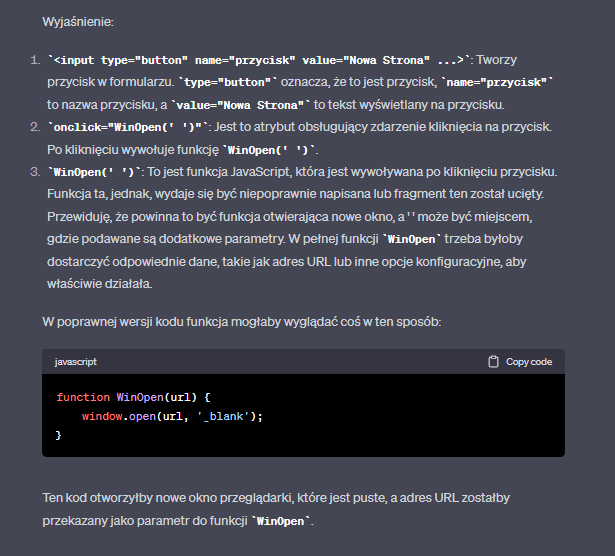 Wyjaśnienie:
1. `<input type="button" name="przycisk" value="Nowa Strona" ...>`: Tworzy
przycisk w formularzu. `type="button"` oznacza, że to jest przycisk, `name="przycisk"`
to nazwa przycisku, a `value="Nowa Strona"` to tekst wyświetlany na przycisku.
2. `onclick="WinOpen(' ')"`: Jest to atrybut obsługujący zdarzenie kliknięcia na przycisk.
Po kliknięciu wywołuje funkcję `WinOpen(' ')`.
3. `WinOpen(' ')`: To jest funkcja JavaScript, która jest wywoływana po kliknięciu przycisku.
Funkcja ta, jednak, wydaje się być niepoprawnie napisana lub fragment ten został ucięty.
Przewiduję, że powinna to być funkcja otwierająca nowe okno, a ' ' może być miejscem,
gdzie podawane są dodatkowe parametry. W pełnej funkcji `WinOpen` trzeba byłoby
dostarczyć odpowiednie dane, takie jak adres URL lub inne opcje konfiguracyjne, aby
właściwie działała.
W poprawnej wersji kodu funkcja mogłaby wyglądać coś w ten sposób:
javascript Copy code
function WinOpen(url) {
    window.open(url, '_blank');
}
Ten kod otworzyłby nowe okno przeglądarki, które jest puste, a adres URL zostałby
przekazany jako parametr do funkcji `WinOpen`.